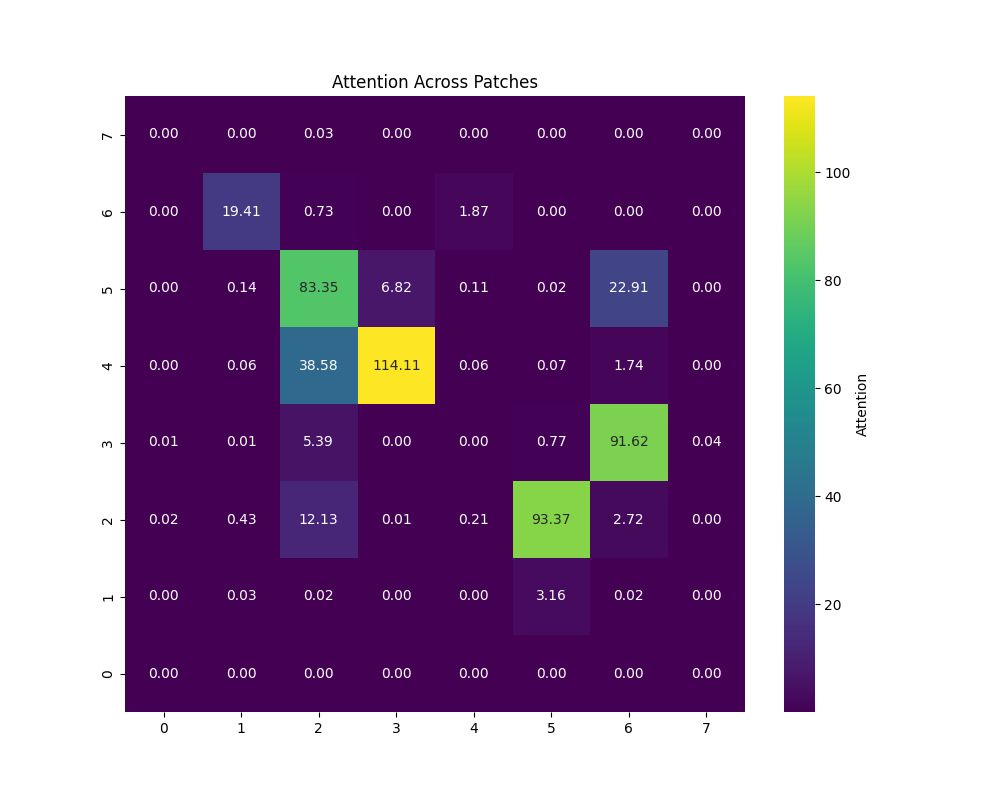 Attention Across Patches
7 0.00 0.00 0.03 0.00 0.00 0.00 0.00 0.00
6 0.00 19.41 0.73 0.00 1.87 0.00 0.00 0.00
5 0.00 0.14 83.35 6.82 0.11 0.02 22.91 0.00
4 0.00 0.06 38.58 114.11 0.06 0.07 1.74 0.00
3 0.01 0.01 5.39 0.00 0.00 0.77 91.62 0.04
2 0.02 0.43 12.13 0.01 0.21 93.37 2.72 0.00
1 0.00 0.03 0.02 0.00 0.00 3.16 0.02 0.00
0 0.00 0.00 0.00 0.00 0.00 0.00 0.00 0.00
0 1 2 3 4 5 6 7
100
80
60
40
20
Attention